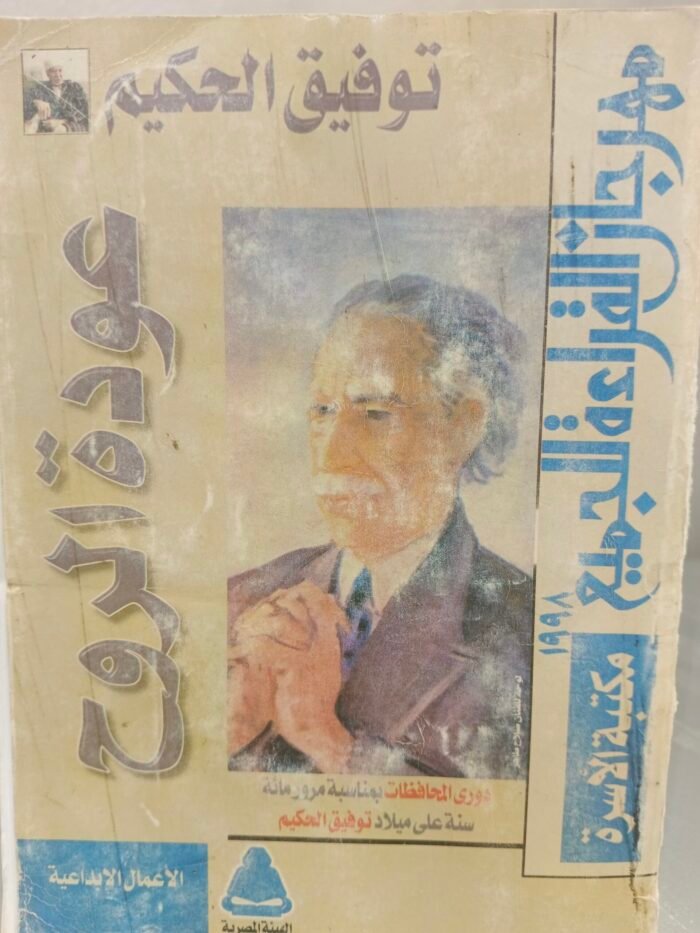 توفيق الحكيم
عودة الروح
مهرجان القراءة للجميع
١٩٩٨
مكتبة الأسرة
دورى المحافظات بمناسبة مرور مائة
سنة على ميلاد توفيق الحكيم
الأعمال الإبداعية
الهيئة المصرية